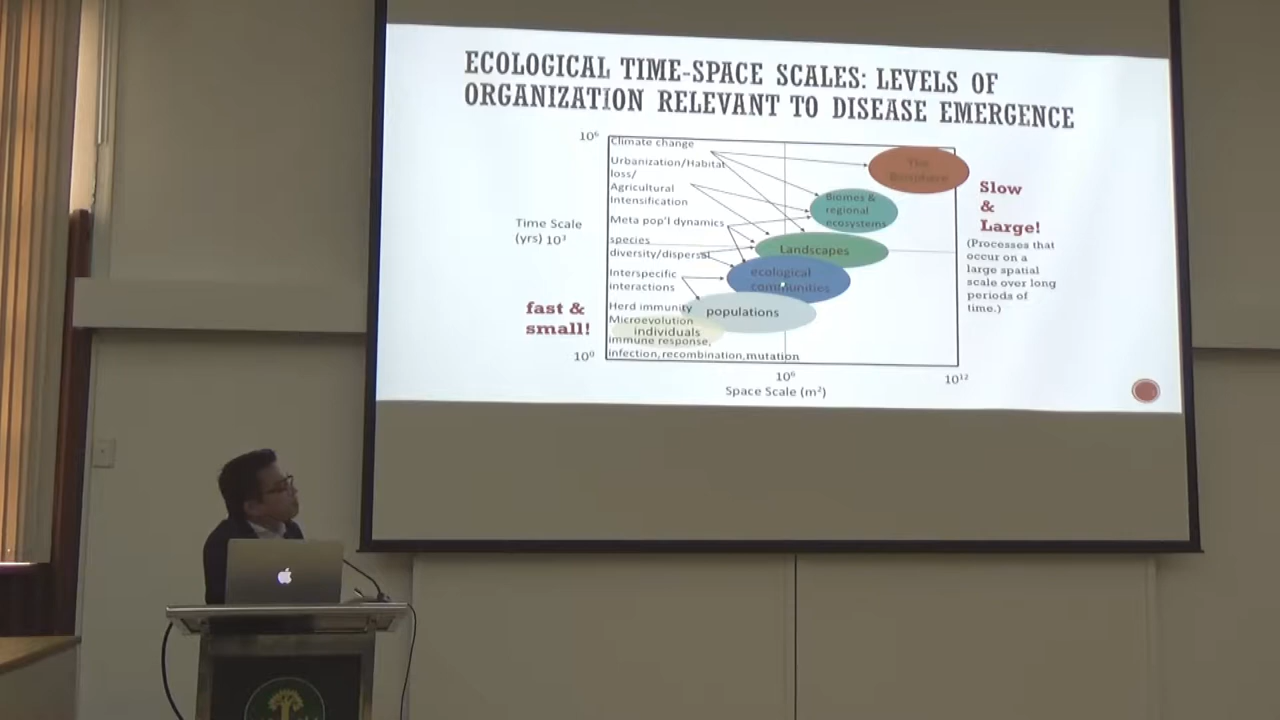 ECOLOGICAL TIME-SPACE SCALES: LEVELS OF
ORGANIZATION RELEVANT TO DISEASE EMERGENCE
10⁶
Climate change
Urbanization/Habitat
loss/
Agricultural
Intensification
Meta pop'l dynamics
species
diversity/dispersal
Interspecific
interactions
Herd immunity
Microevolution
individuals
immune response,
infection,recombination,mutation
Time Scale
(yrs) 10³
fast &
small!
10⁰
The
Biosphere
Biomes &
regional
ecosystems
Landscapes
ecological
communities
populations
Slow
&
Large!
(Processes that
occur on a
large spatial
scale over long
periods of
time.)
10⁶
10¹²
Space Scale (m²)